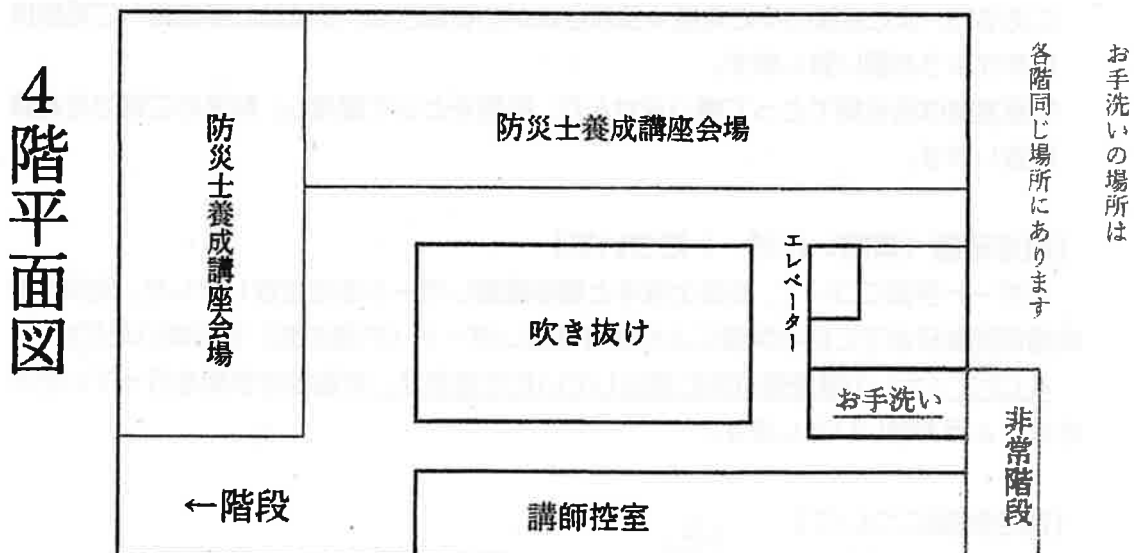 4階平面図
防災士養成講座会場
防災士養成講座会場
お手洗いの場所は
各階同じ場所にあります
吹き抜け
エレベーター
お手洗い
非常階段
←階段
講師控室